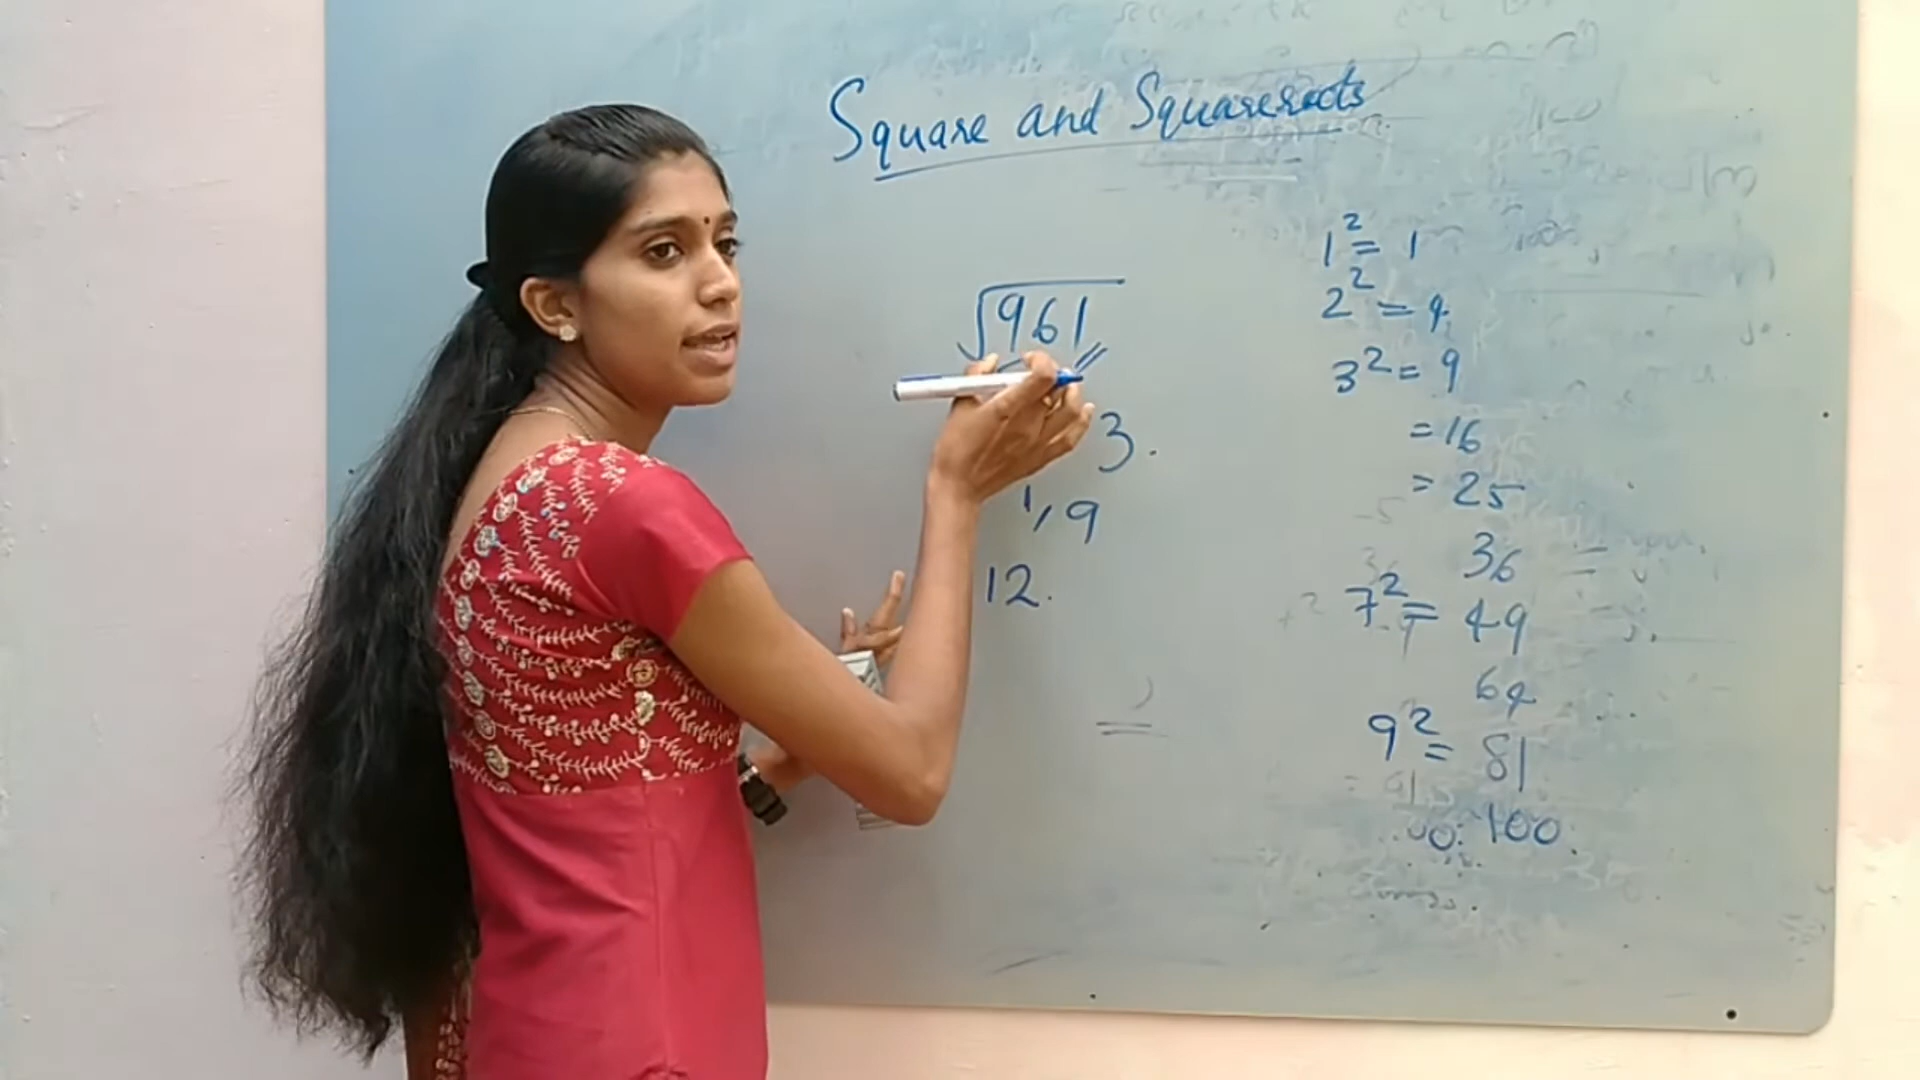 Square and Squareroots
√961
3.
1, 9
12.
1² = 1
2² = 4
3² = 9
= 16
= 25
36
7² = 49
64
9² = 81
100